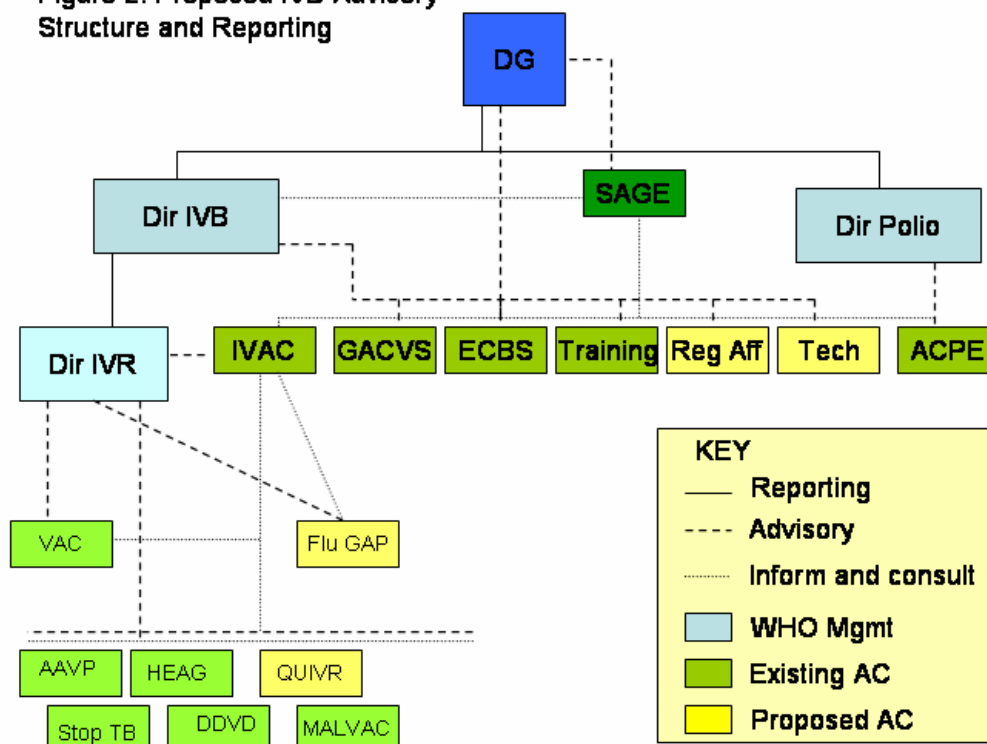 Structure and Reporting
DG
SAGE
Dir IVB
Dir Polio
Dir IVR
IVAC
GACVS
ECBS
Training
Reg Aff
Tech
ACPE
KEY
Reporting
Advisory
Inform and consult
WHO Mgmt
Existing AC
Proposed AC
VAC
Flu GAP
AAVP
HEAG
QUIVR
Stop TB
DDVD
MALVAC